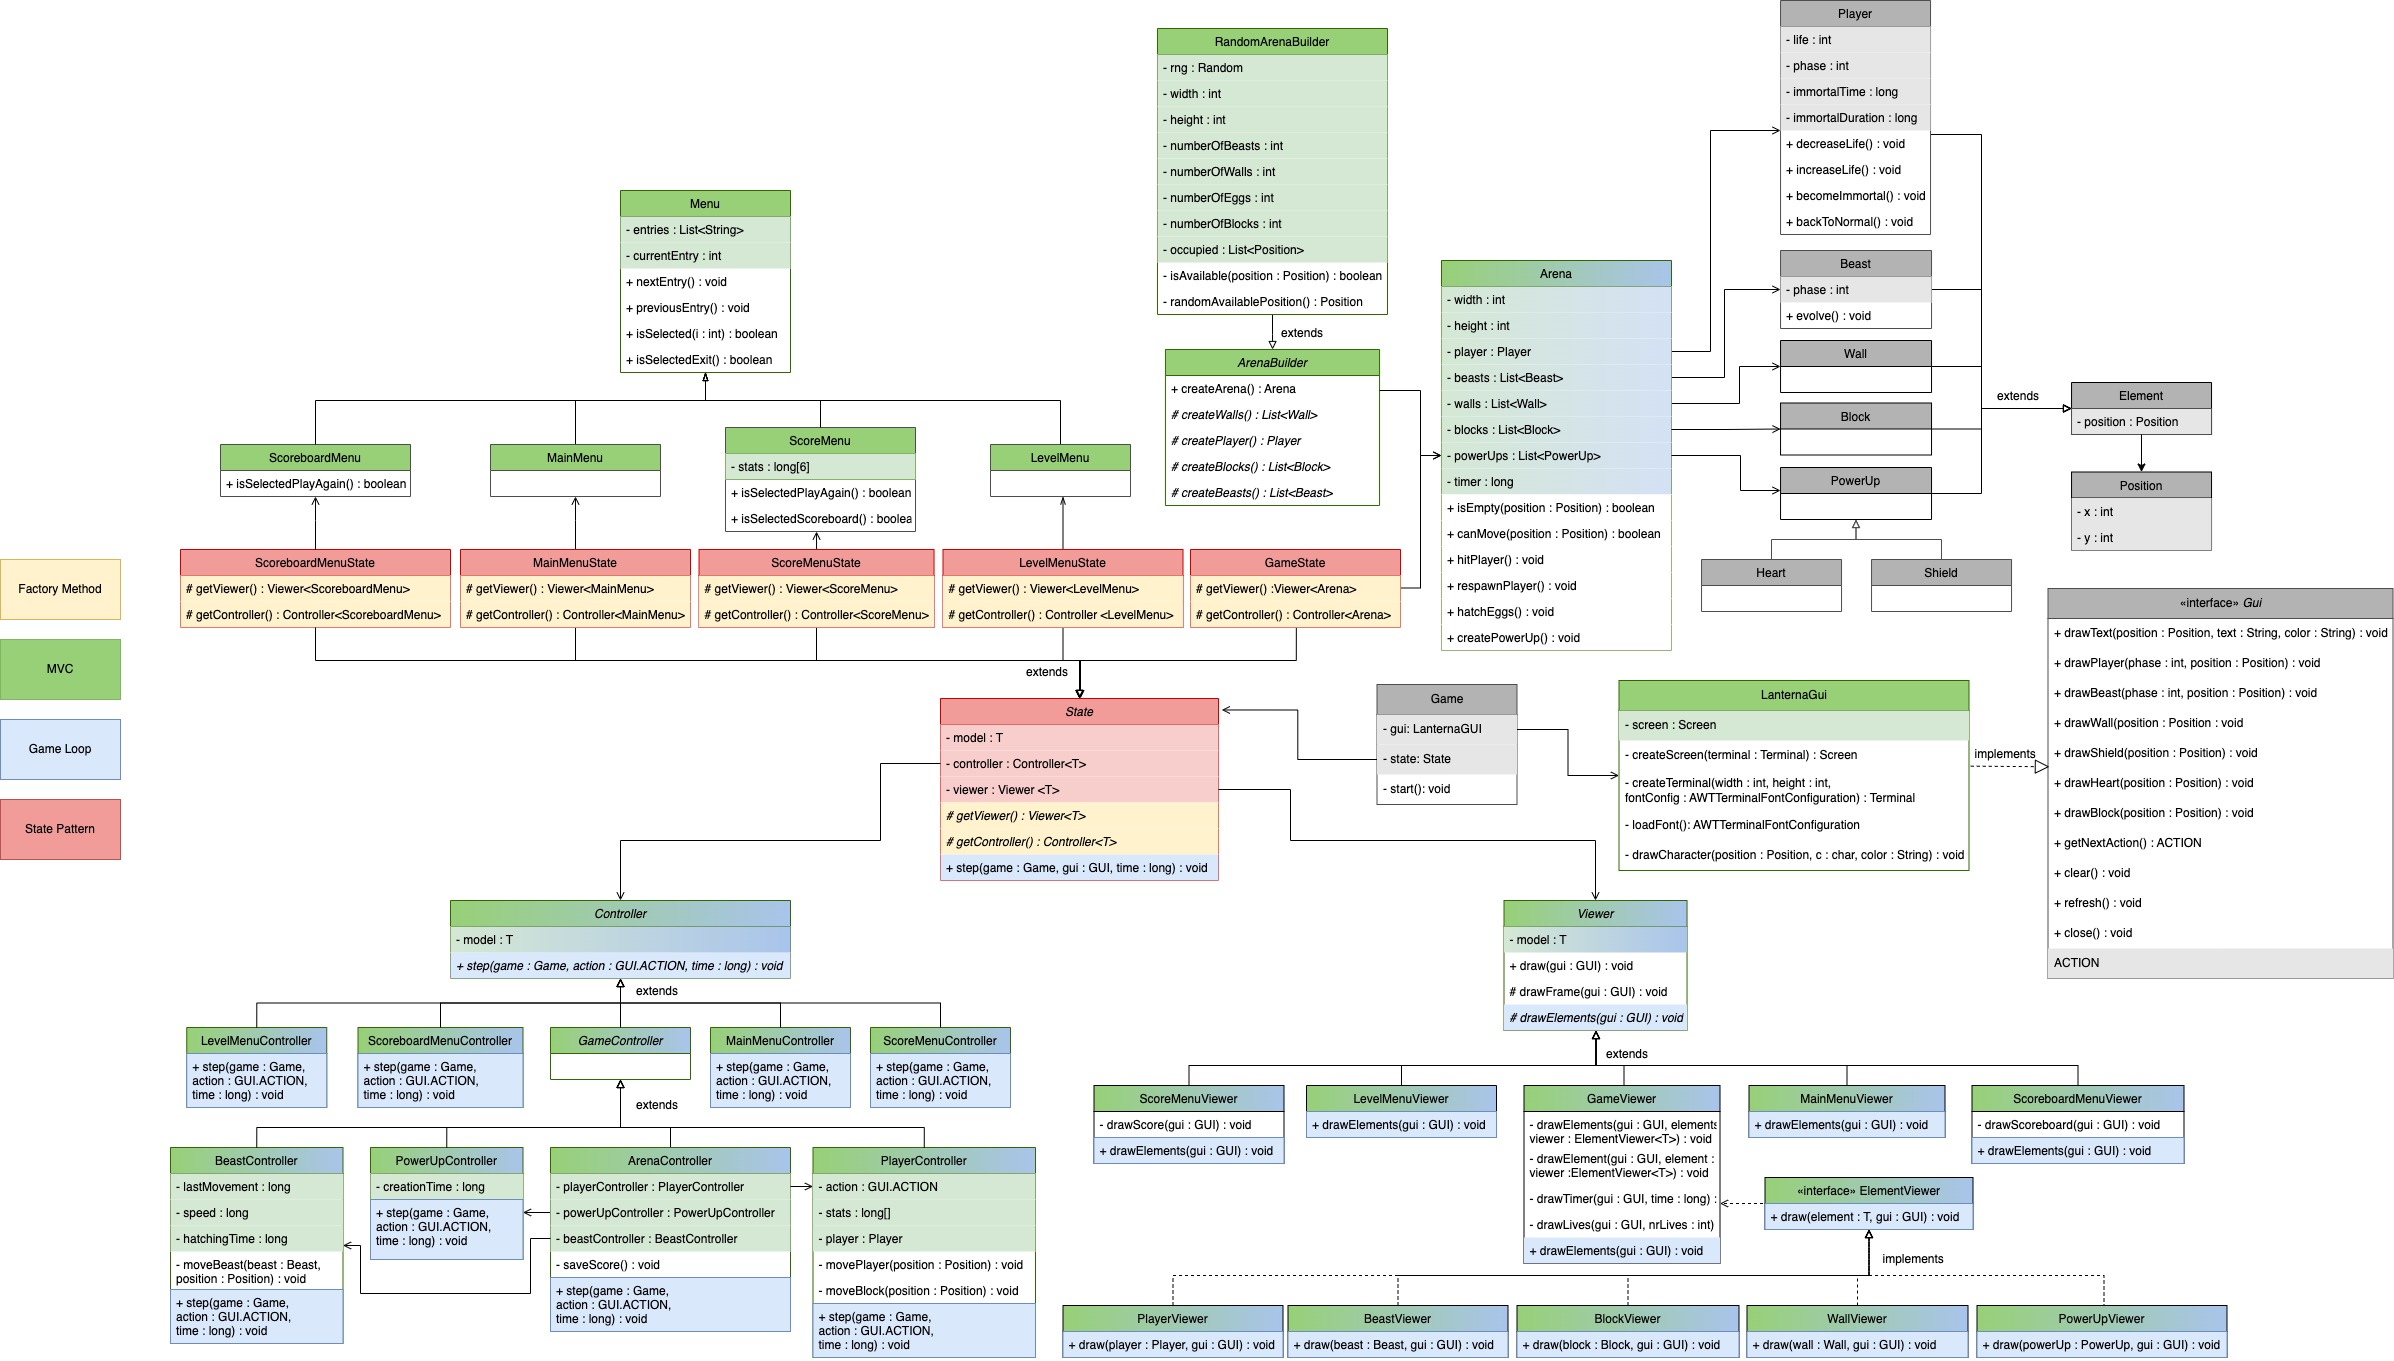 Player
- life : int
- phase : int
- immortalTime : long
- immortalDuration : long
+ decreaseLife() : void
+ increaseLife() : void
+ becomeImmortal() : void
+ backToNormal() : void
RandomArenaBuilder
- rng : Random
- width : int
- height : int
- numberOfBeasts : int
- numberOfWalls : int
- numberOfEggs : int
- numberOfBlocks : int
- occupied : List<Position>
- isAvailable(position : Position) : boolean
- randomAvailablePosition() : Position
extends
Menu
- entries : List<String>
- currentEntry : int
+ nextEntry() : void
+ previousEntry() : void
+ isSelected(i : int) : boolean
+ isSelectedExit() : boolean
ArenaBuilder
+ createArena() : Arena
# createWalls() : List<Wall>
# createPlayer() : Player
# createBlocks() : List<Block>
# createBeasts() : List<Beast>
Arena
- width : int
- height : int
- player : Player
- beasts : List<Beast>
- walls : List<Wall>
- blocks : List<Block>
- powerUps : List<PowerUp>
- timer : long
+ isEmpty(position : Position) : boolean
+ canMove(position : Position) : boolean
+ hitPlayer() : void
+ respawnPlayer() : void
+ hatchEggs() : void
+ createPowerUp() : void
Beast
- phase : int
+ evolve() : void
Wall
Block
PowerUp
Heart
Shield
extends
Element
- position : Position
Position
- x : int
- y : int
ScoreboardMenu
+ isSelectedPlayAgain() : boolean
MainMenu
ScoreMenu
- stats : long[6]
+ isSelectedPlayAgain() : boolean
+ isSelectedScoreboard() : boolea
LevelMenu
ScoreboardMenuState
# getViewer() : Viewer<ScoreboardMenu>
# getController() : Controller<ScoreboardMenu>
MainMenuState
# getViewer() : Viewer<MainMenu>
# getController() : Controller<MainMenu>
ScoreMenuState
# getViewer() : Viewer<ScoreMenu>
# getController() : Controller<ScoreMenu>
LevelMenuState
# getViewer() : Viewer<LevelMenu>
# getController() : Controller <LevelMenu>
GameState
# getViewer() :Viewer<Arena>
# getController() : Controller<Arena>
extends
Factory Method
MVC
Game Loop
State Pattern
State
- model : T
- controller : Controller<T>
- viewer : Viewer <T>
# getViewer() : Viewer<T>
# getController() : Controller<T>
+ step(game : Game, gui : GUI, time : long) : void
Game
- gui: LanternaGUI
- state: State
- start(): void
LanternaGui
- screen : Screen
- createScreen(terminal : Terminal) : Screen
- createTerminal(width : int, height : int,
fontConfig : AWTTerminalFontConfiguration) : Terminal
- loadFont(): AWTTerminalFontConfiguration
- drawCharacter(position : Position, c : char, color : String) : void
implements
«interface» Gui
+ drawText(position : Position, text : String, color : String) : void
+ drawPlayer(phase : int, position : Position) : void
+ drawBeast(phase : int, position : Position) : void
+ drawWall(position : Position : void
+ drawShield(position : Position) : void
+ drawHeart(position : Position) : void
+ drawBlock(position : Position) : void
+ getNextAction() : ACTION
+ clear() : void
+ refresh() : void
+ close() : void
ACTION
Controller
- model : T
+ step(game : Game, action : GUI.ACTION, time : long) : void
extends
LevelMenuController
+ step(game : Game,
action : GUI.ACTION,
time : long) : void
ScoreboardMenuController
+ step(game : Game,
action : GUI.ACTION,
time : long) : void
GameController
MainMenuController
+ step(game : Game,
action : GUI.ACTION,
time : long) : void
ScoreMenuController
+ step(game : Game,
action : GUI.ACTION,
time : long) : void
extends
BeastController
- lastMovement : long
- speed : long
- hatchingTime : long
- moveBeast(beast : Beast,
position : Position) : void
+ step(game : Game,
action : GUI.ACTION,
time : long) : void
PowerUpController
- creationTime : long
+ step(game : Game,
action : GUI.ACTION,
time : long) : void
ArenaController
- playerController : PlayerController
- powerUpController : PowerUpController
- beastController : BeastController
- saveScore() : void
+ step(game : Game,
action : GUI.ACTION,
time : long) : void
PlayerController
- action : GUI.ACTION
- stats : long[]
- player : Player
- movePlayer(position : Position) : void
- moveBlock(position : Position) : void
+ step(game : Game,
action : GUI.ACTION,
time : long) : void
Viewer
- model : T
+ draw(gui : GUI) : void
# drawFrame(gui : GUI) : void
# drawElements(gui : GUI) : void
extends
ScoreMenuViewer
- drawScore(gui : GUI) : void
+ drawElements(gui : GUI) : void
LevelMenuViewer
+ drawElements(gui : GUI) : void
GameViewer
- drawElements(gui : GUI, elements
viewer : ElementViewer<T>) : void
- drawElement(gui : GUI, element :
viewer :ElementViewer<T>) : void
- drawTimer(gui : GUI, time : long) :
- drawLives(gui : GUI, nrLives : int)
+ drawElements(gui : GUI) : void
MainMenuViewer
+ drawElements(gui : GUI) : void
ScoreboardMenuViewer
- drawScoreboard(gui : GUI) : void
+ drawElements(gui : GUI) : void
«interface» ElementViewer
+ draw(element : T, gui : GUI) : void
implements
PlayerViewer
+ draw(player : Player, gui : GUI) : void
BeastViewer
+ draw(beast : Beast, gui : GUI) : void
BlockViewer
+ draw(block : Block, gui : GUI) : void
WallViewer
+ draw(wall : Wall, gui : GUI) : void
PowerUpViewer
+ draw(powerUp : PowerUp, gui : GUI) : void